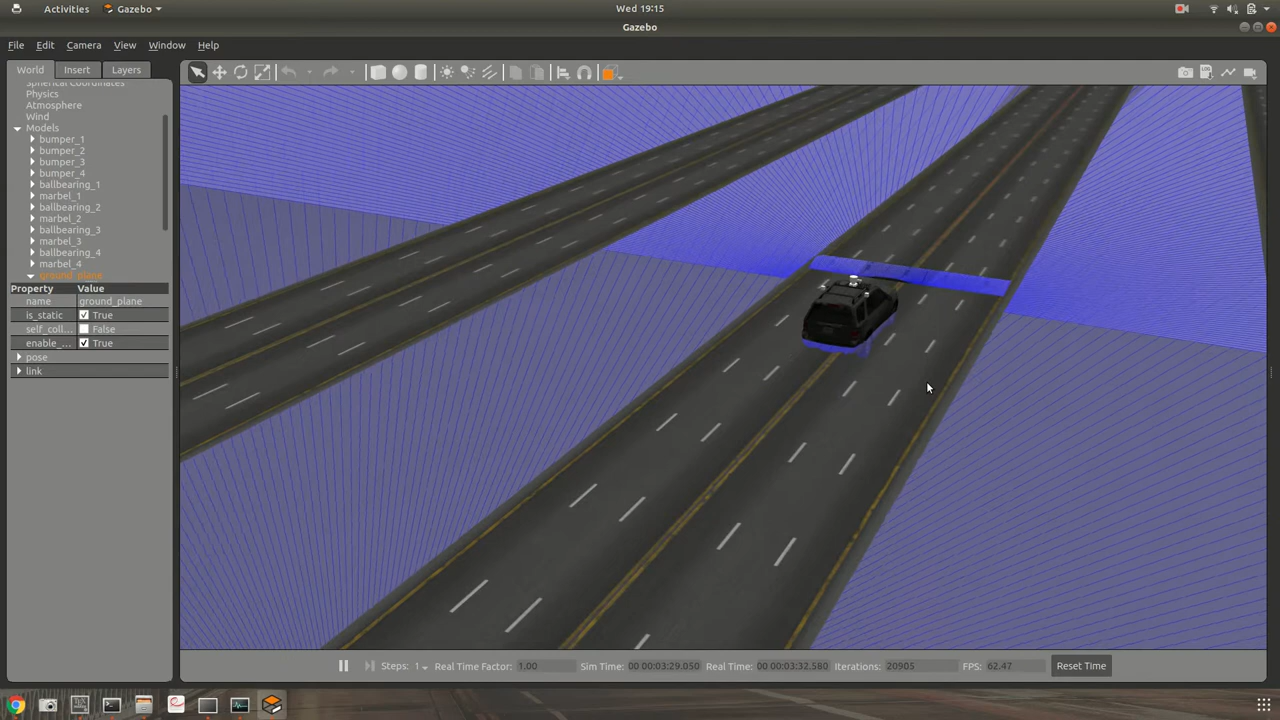 Activities Gazebo Wed 19:15
Gazebo
File Edit Camera View Window Help
World Insert Layers
Spherical Coordinates
Physics
Atmosphere
Wind
Models
bumper_1
bumper_2
bumper_3
bumper_4
ballbearing_1
marbel_1
ballbearing_2
marbel_2
ballbearing_3
marbel_3
ballbearing_4
marbel_4
ground_plane
Property Value
name ground_plane
is_static True
self_coll... False
enable_... True
pose
link
Steps: 1 Real Time Factor: 1.00 Sim Time: 00 00:03:29.050 Real Time: 00 00:03:32.580 Iterations: 20905 FPS: 62.47 Reset Time